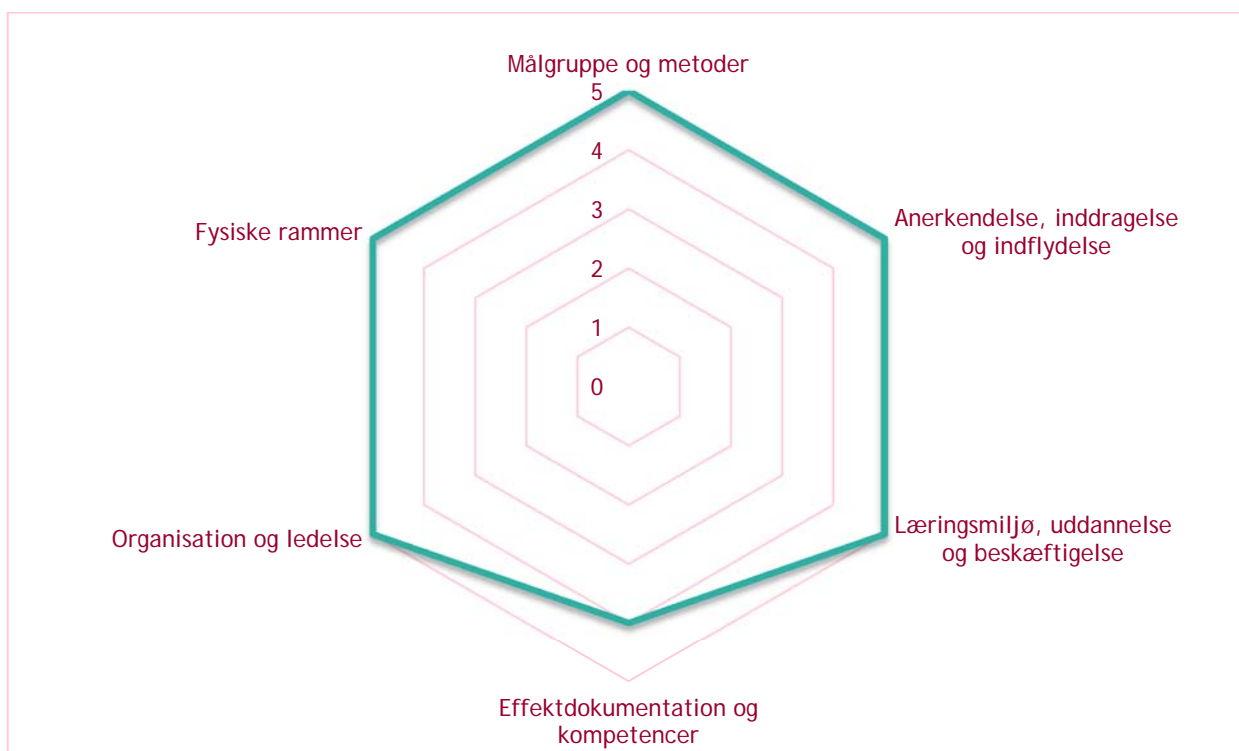 Målgruppe og metoder
5
4
3
2
1
0
Anerkendelse, inddragelse
og indflydelse
Læringsmiljø, uddannelse
og beskæftigelse
Effektdokumentation og
kompetencer
Organisation og ledelse
Fysiske rammer